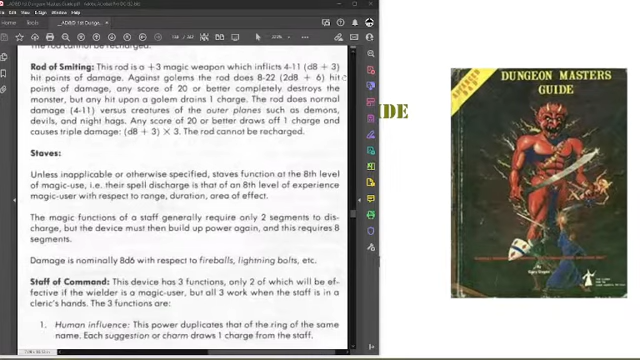 Home Tools
The rod cannot be recharged.
Rod of Smiting: This rod is a +3 magic weapon which inflicts 4-11 (d8 + 3)
hit points of damage. Against golems the rod does 8-22 (2d8 + 6) hit
points of damage, any score of 20 or better completely destroys the
monster, but any hit upon a golem drains 1 charge. The rod does normal
damage (4-11) versus creatures of the outer planes such as demons,
devils, and night hags. Any score of 20 or better draws off 1 charge and
causes triple damage: (d8 + 3) × 3. The rod cannot be recharged.
Staves:
Unless inapplicable or otherwise specified, staves function at the 8th level
of magic-use, i.e. their spell discharge is that of an 8th level of experience
magic-user with respect to range, duration, area of effect.
The magic functions of a staff generally require only 2 segments to dis-
charge, but the device must then build up power again, and this requires 8
segments.
Damage is nominally 8d6 with respect to fireballs, lightning bolts, etc.
Staff of Command: This device has 3 functions, only 2 of which will be ef-
fective if the wielder is a magic-user, but all 3 work when the staff is in a
cleric's hands. The 3 functions are:
1. Human influence: This power duplicates that of the ring of the same
name. Each suggestion or charm draws 1 charge from the staff.
IDE
DUNGEON MASTERS
GUIDE